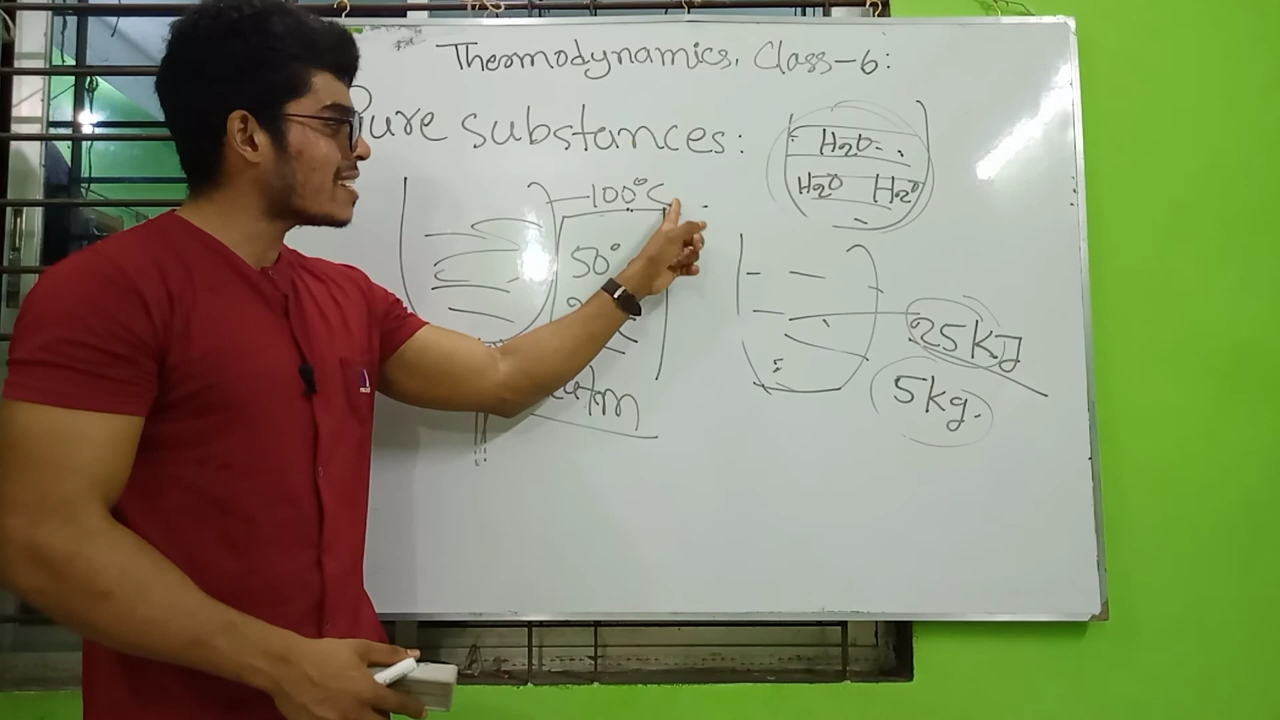 Thermodynamics. Class-6:
Pure substances:
H2O
H2O H2O
100°C
50°
25KJ
5kg.